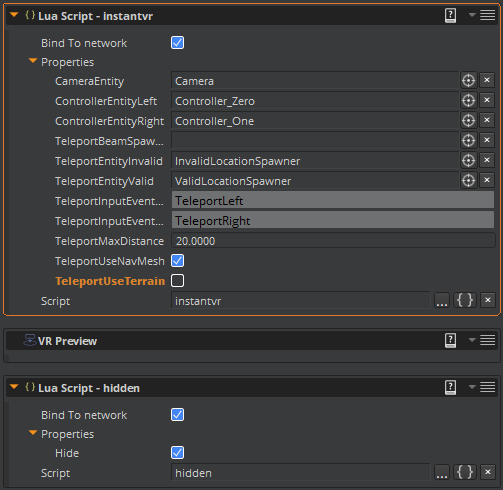 Lua Script - instantvr
Bind To network
Properties
CameraEntity Camera
ControllerEntityLeft Controller_Zero
ControllerEntityRight Controller_One
TeleportBeamSpaw...
TeleportEntityInvalid InvalidLocationSpawner
TeleportEntityValid ValidLocationSpawner
TeleportInputEvent... TeleportLeft
TeleportInputEvent... TeleportRight
TeleportMaxDistance 20.0000
TeleportUseNavMesh
TeleportUseTerrain
Script instantvr ... { }
VR Preview
Lua Script - hidden
Bind To network
Properties
Hide
Script hidden ... { }